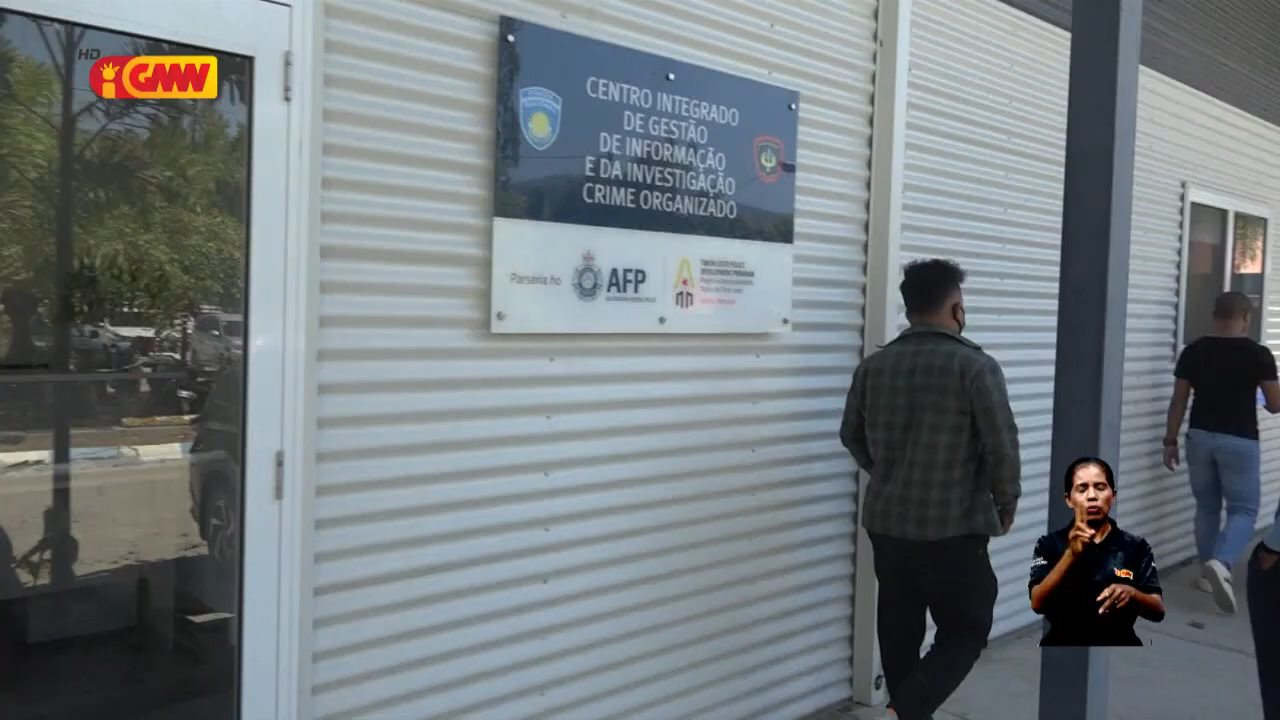 HD
GMN
CENTRO INTEGRADO
DE GESTÃO
DE INFORMAÇÃO
E DA INVESTIGAÇÃO
CRIME ORGANIZADO
Parseria ho
AFP
TIMOR-LESTE POLICE
DEVELOPMENT PROGRAM